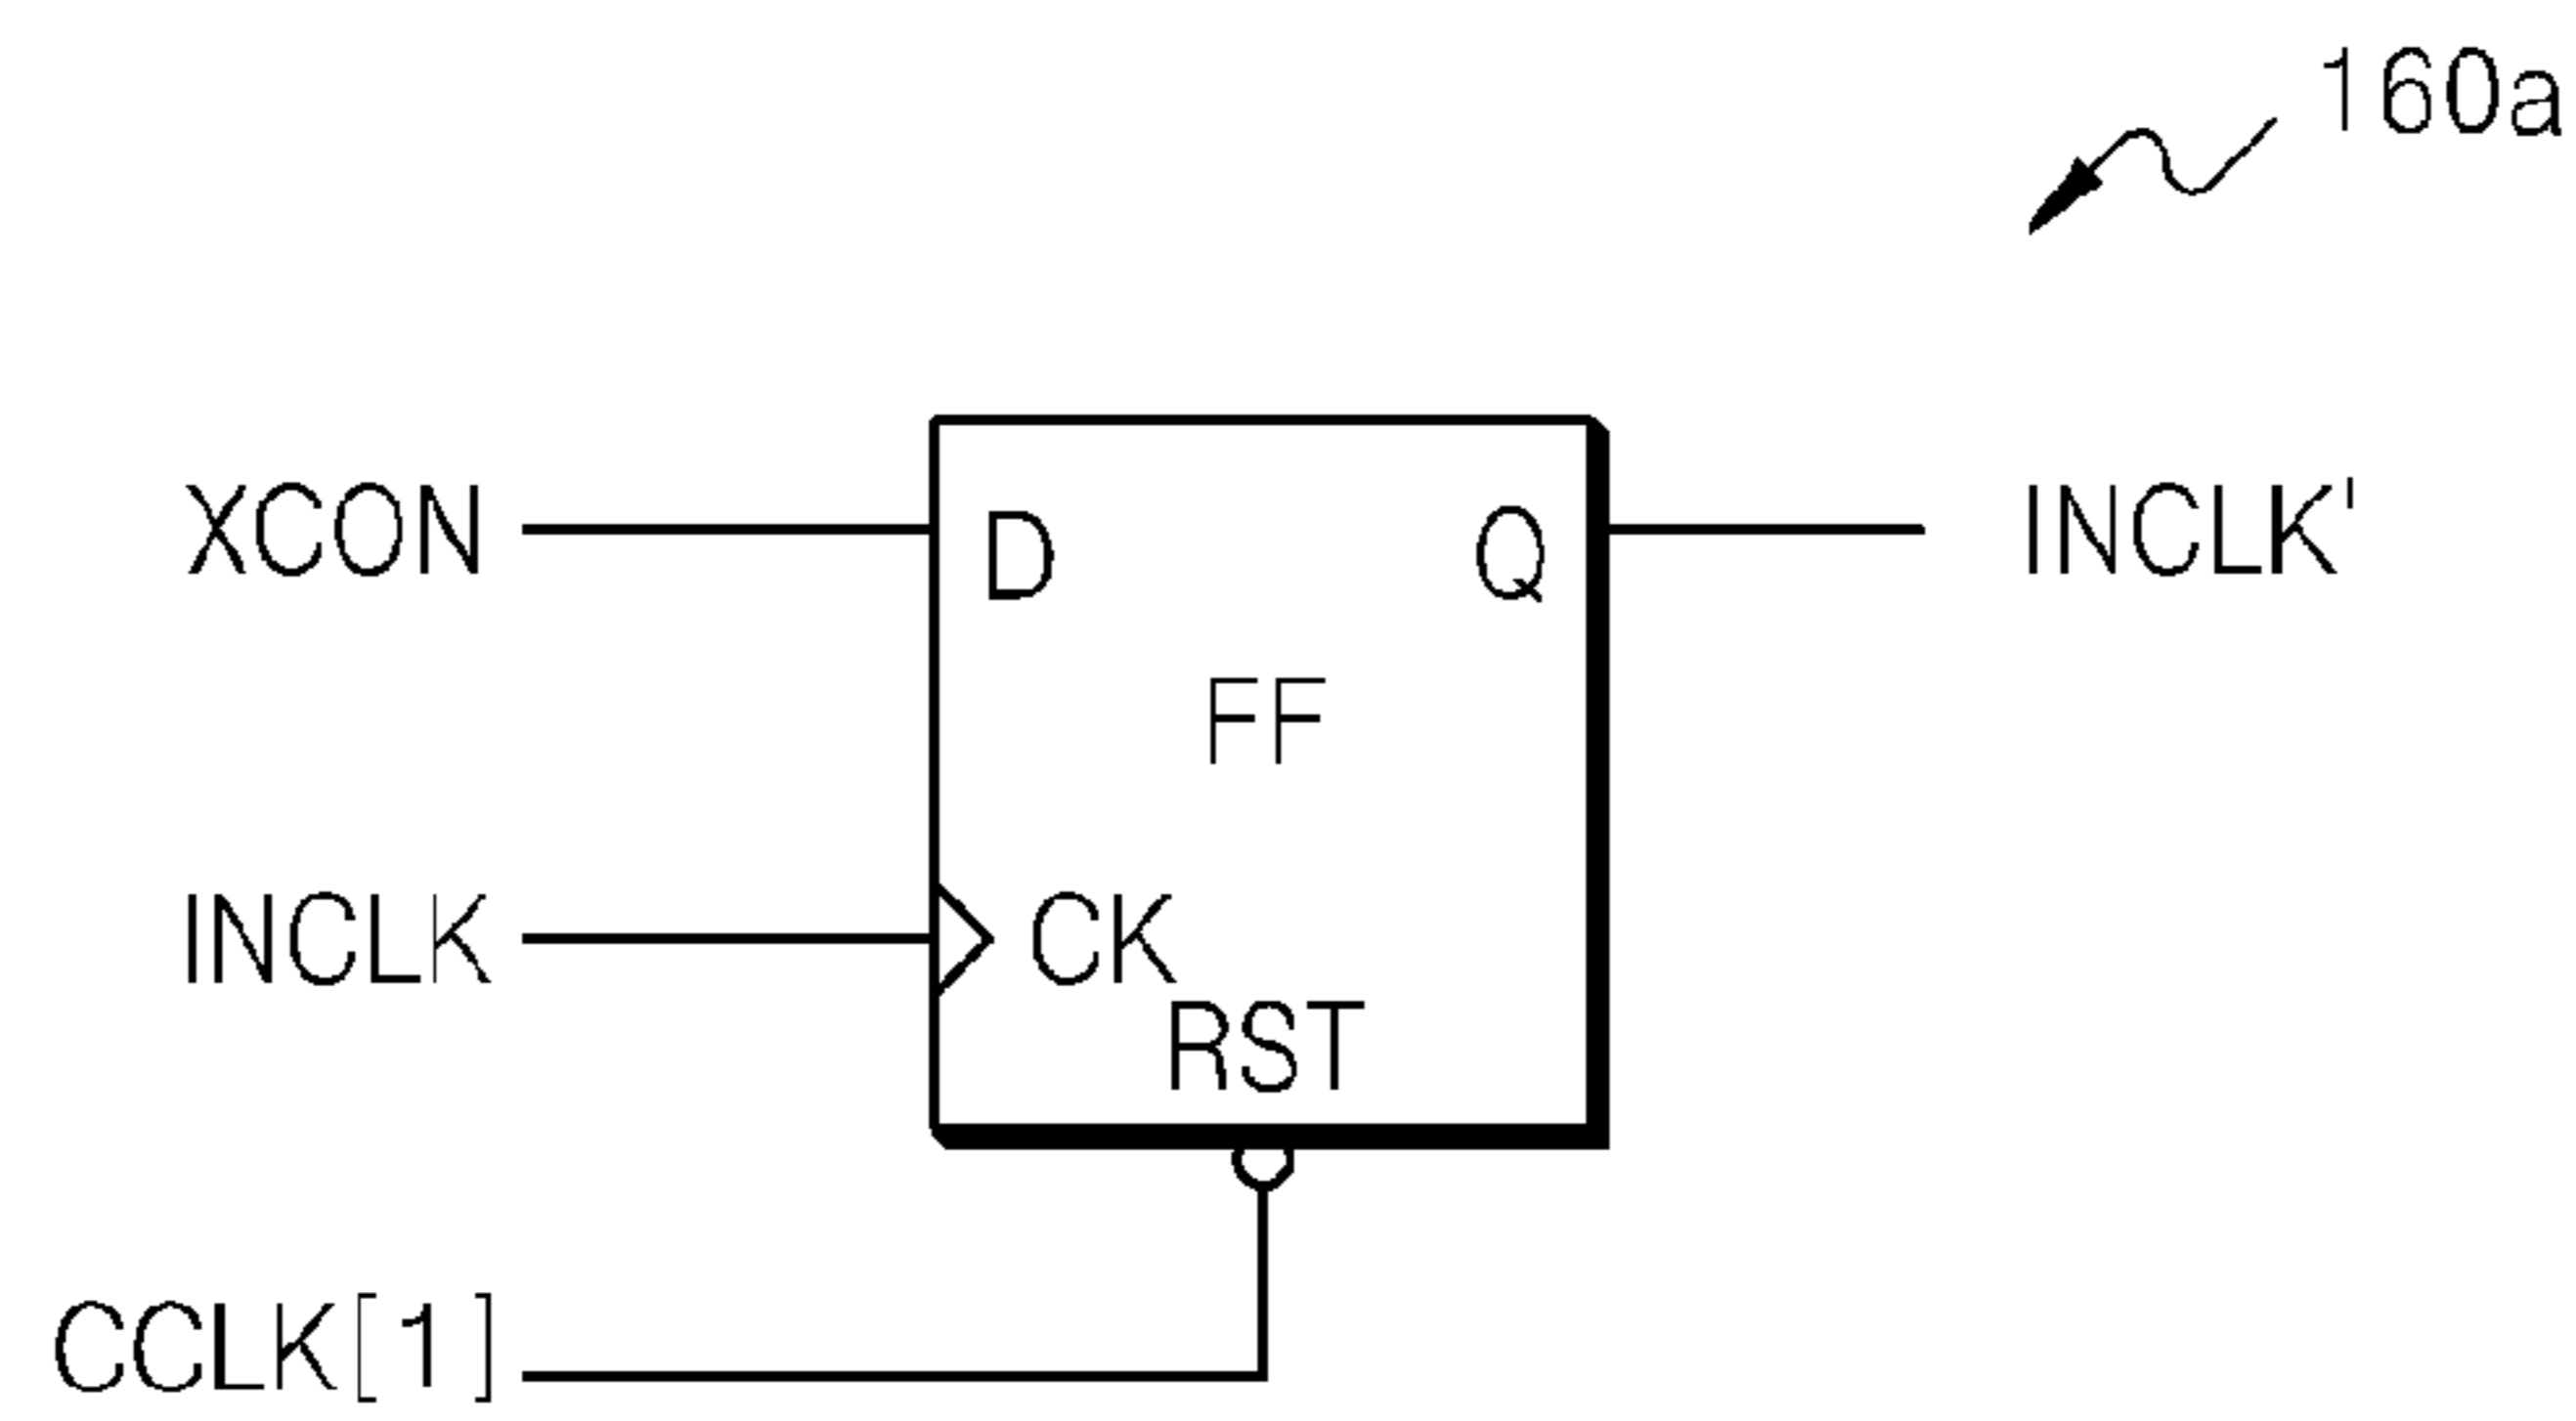 160a
XCON
D
Q
INCLK'
FF
INCLK
CK
RST
CCLK[1]